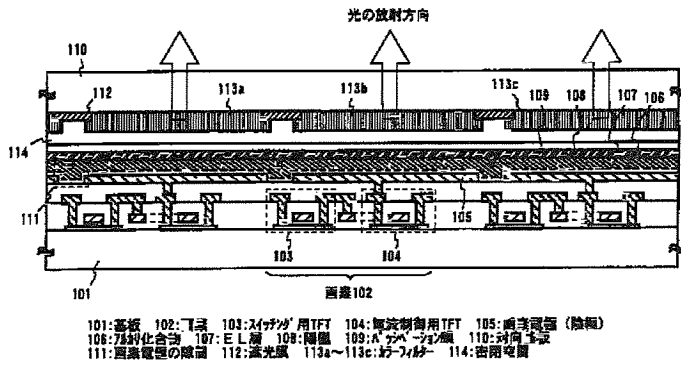 光の放射方向
110
112
113a
113b
113c
109
108
107
106
114
111
105
103
104
101
画素102
101:基板 102:画素 103:スイッチング用TFT 104:電流制御用TFT 105:画素電極(陰極)
106:アルカリ化合物 107:EL層 108:陽極 109:パッシベーション膜 110:対向基板
111:画素電極の隙間 112:遮光膜 113a〜113c:カラーフィルター 114:密閉空間